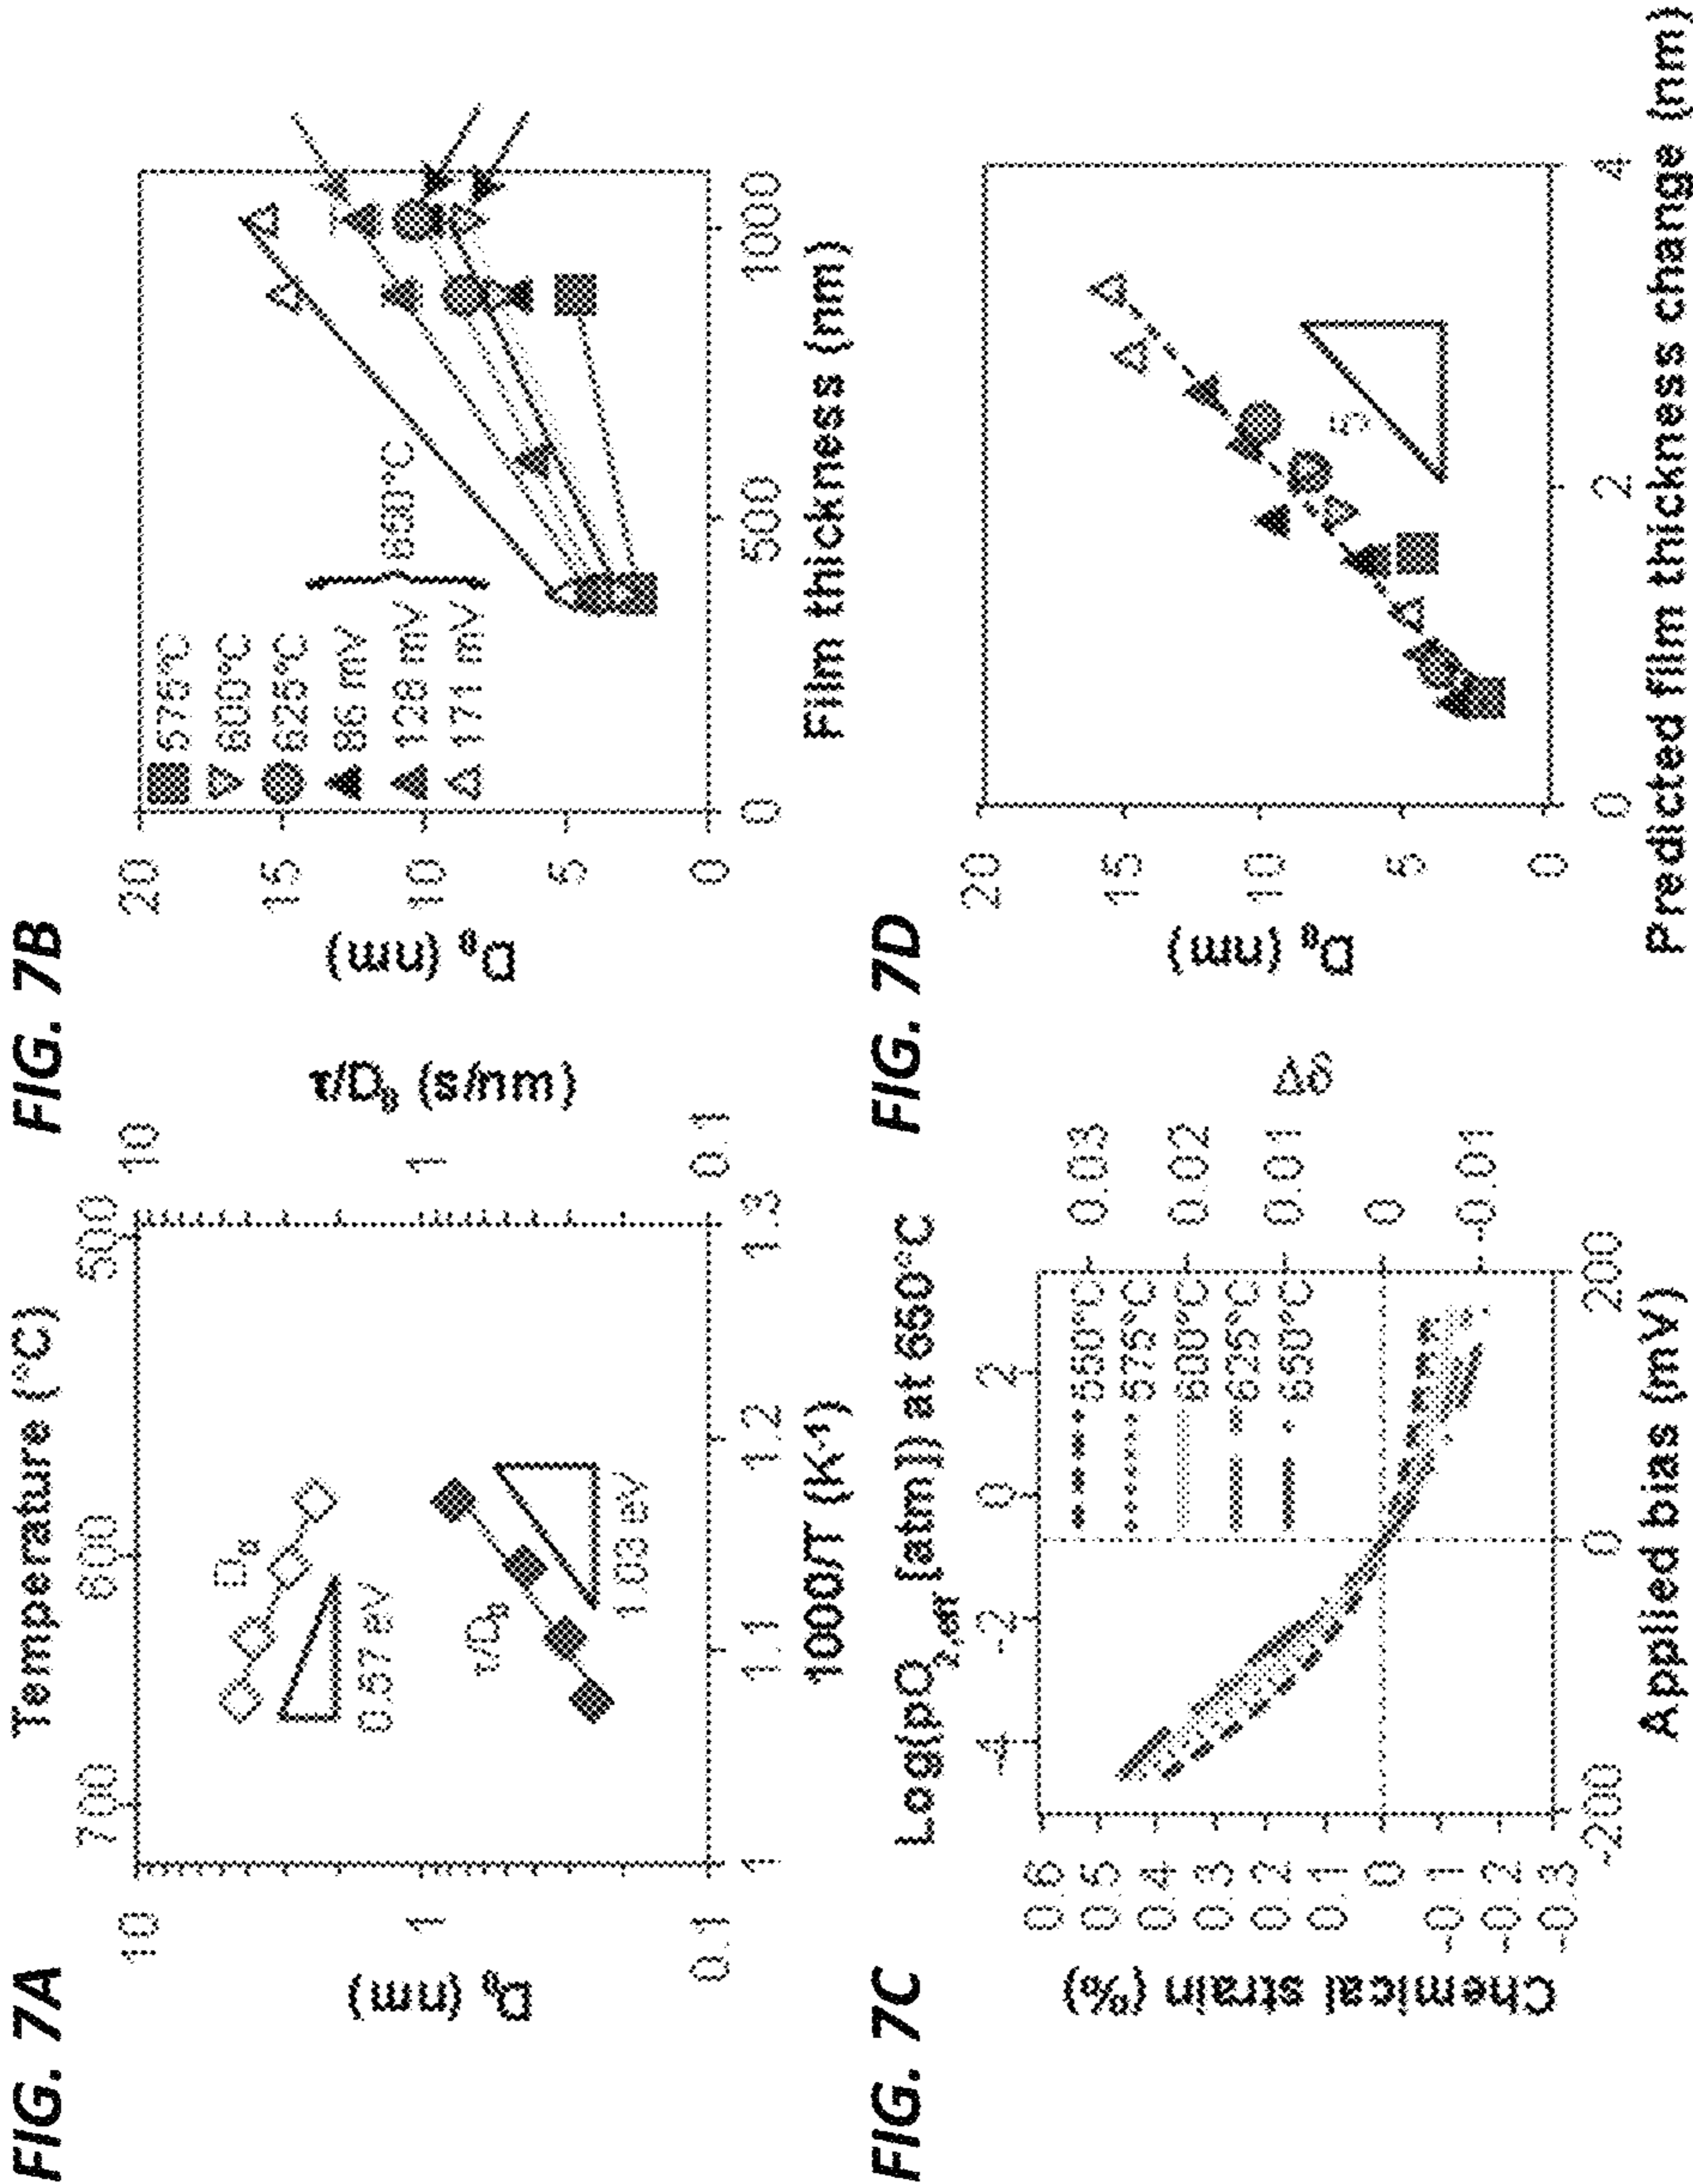 FIG. 7A
Temperature (°C)
700
600
500
10
1
0.1
D₀ (nm)
D₀
0.57 eV
τ/D₀
1.03 eV
10
1
0.1
τ/D₀ (s/nm)
1
1.1
1.2
1.3
1000/T (K⁻¹)
FIG. 7B
20
15
10
5
0
D₀ (nm)
575°C
600°C
625°C
86 mV
128 mV
171 mV
650°C
0
500
1000
Film thickness (nm)
FIG. 7C
Log(pO₂,eff [atm]) at 650°C
-4
-2
0
2
0.6
0.5
0.4
0.3
0.2
0.1
0
-0.1
-0.2
-0.3
Chemical strain (%)
550°C
575°C
600°C
625°C
650°C
0.03
0.02
0.01
0
-0.01
Δδ
-200
0
200
Applied bias (mV)
FIG. 7D
20
15
10
5
0
D₀ (nm)
5
0
2
4
Predicted film thickness change (nm)